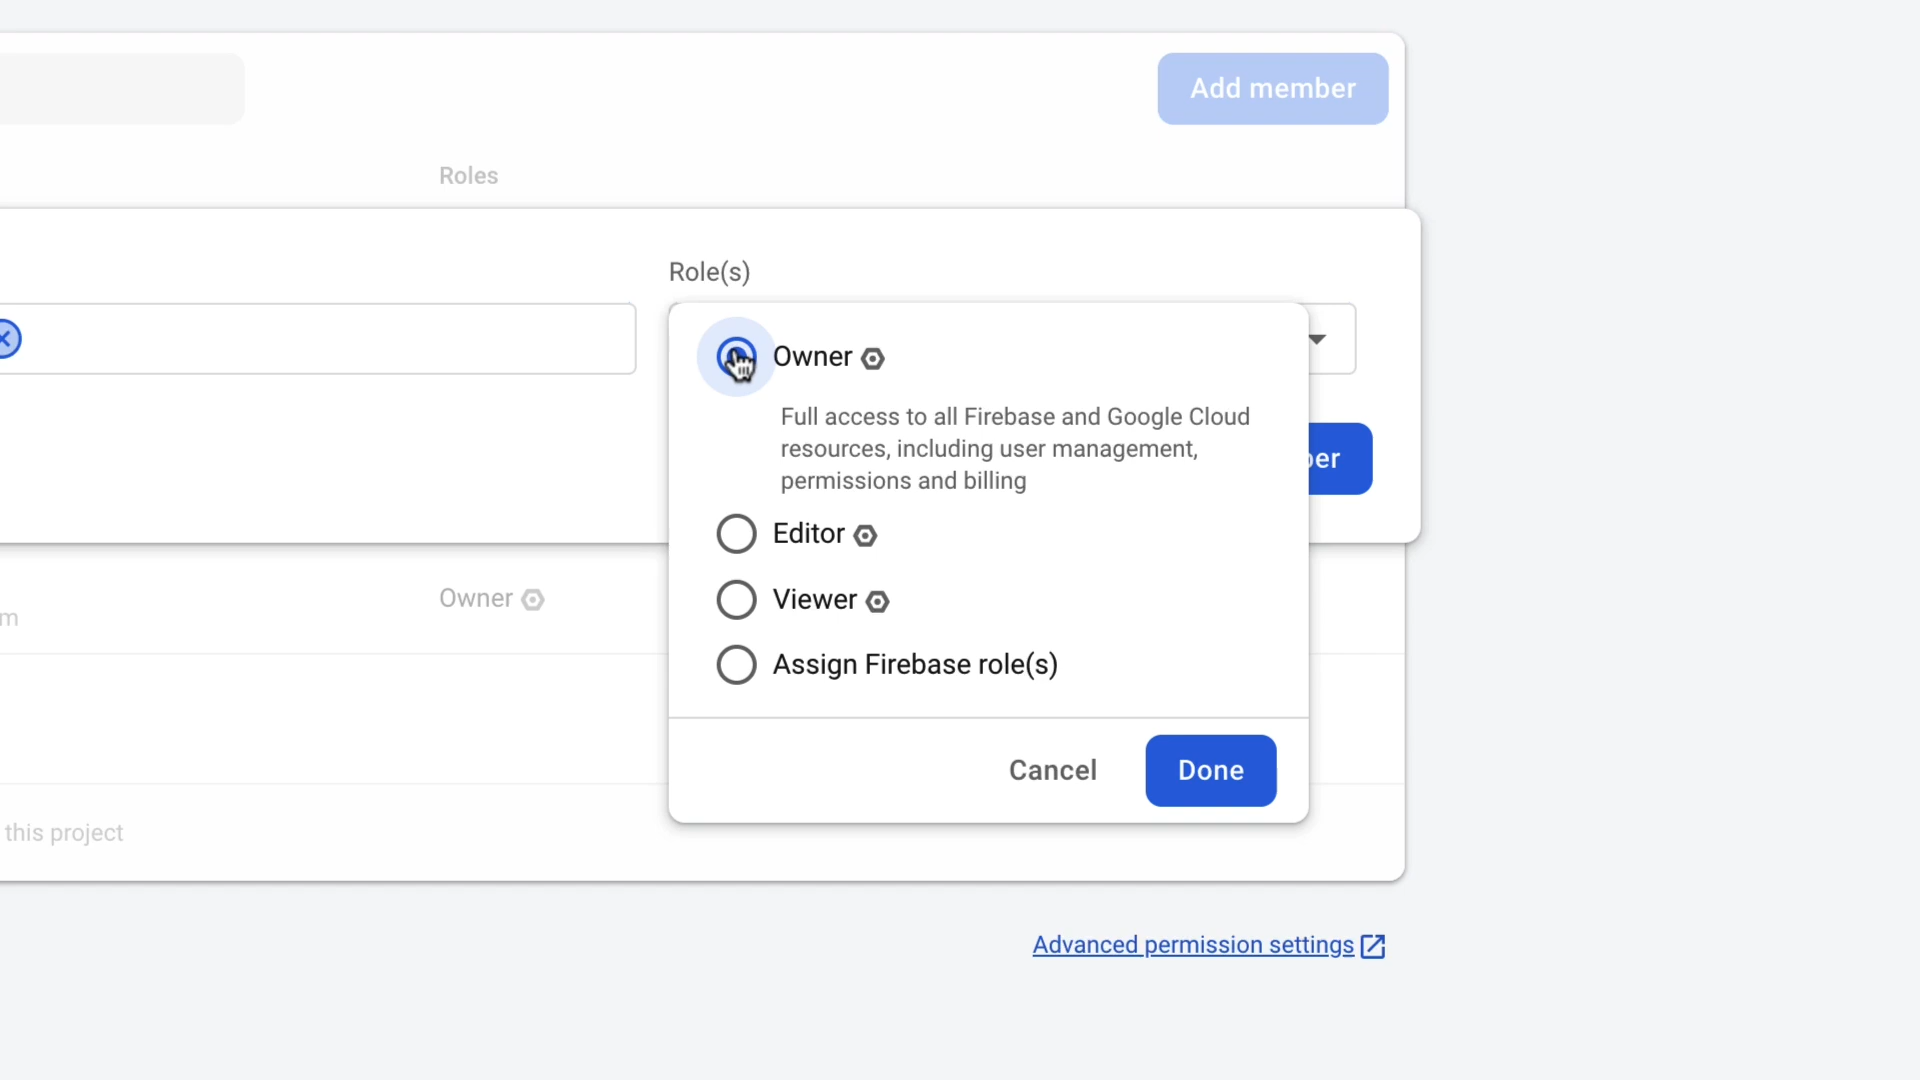 Add member
Roles
Role(s)
Owner
Full access to all Firebase and Google Cloud
resources, including user management,
permissions and billing
Editor
Owner
Viewer
Assign Firebase role(s)
Cancel
Done
this project
Advanced permission settings